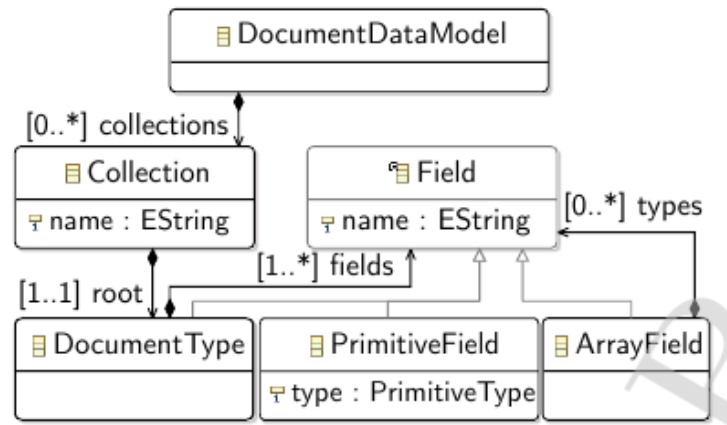 DocumentDataModel
[0..*] collections
Collection
name : EString
Field
name : EString
[0..*] types
[1..*] fields
[1..1] root
DocumentType
PrimitiveField
type : PrimitiveType
ArrayField